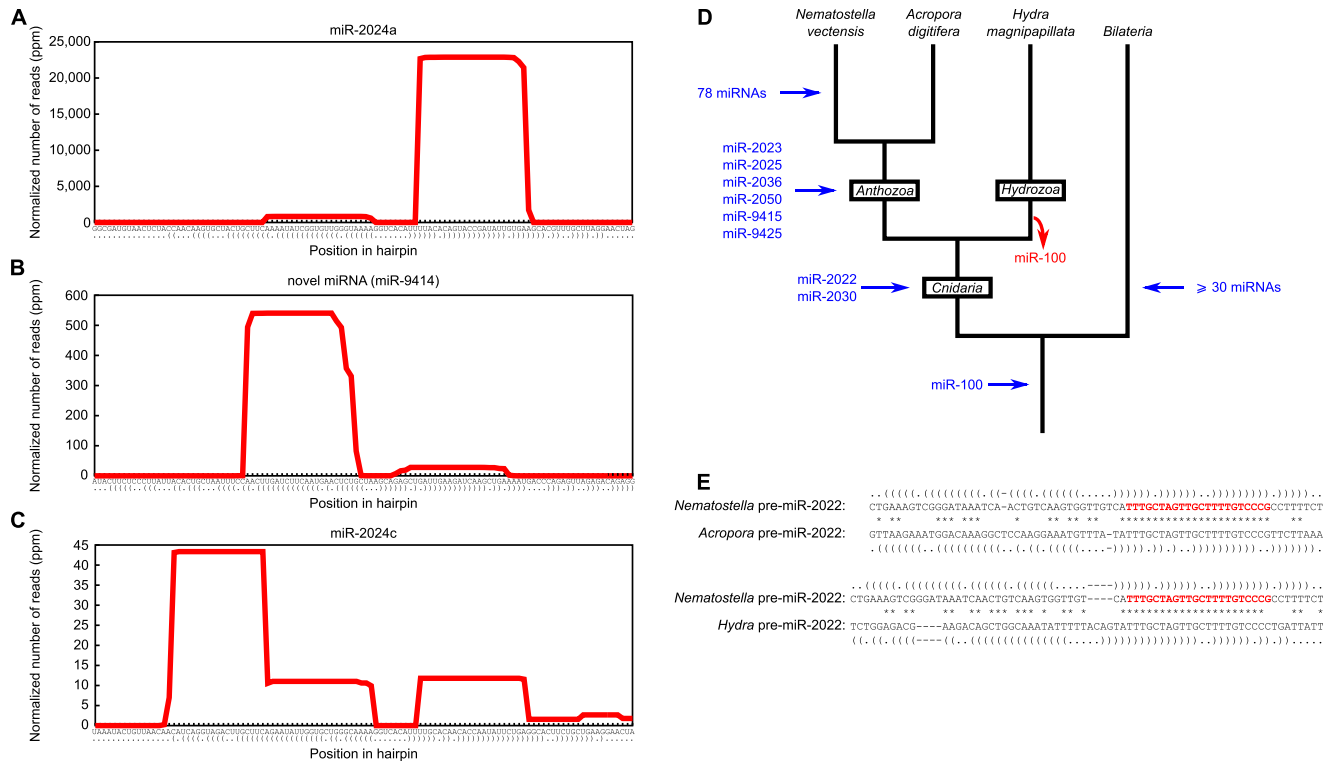 A
miR-2024a
Normalized number of reads (ppm)
25,000
20,000
15,000
10,000
5,000
0
Position in hairpin
B
novel miRNA (miR-9414)
Normalized number of reads (ppm)
600
500
400
300
200
100
0
Position in hairpin
C
miR-2024c
Normalized number of reads (ppm)
45
40
35
30
25
20
15
10
5
0
Position in hairpin
D
Nematostella vectensis
Acropora digitifera
Hydra magnipapillata
Bilateria
78 miRNAs
miR-2023
miR-2025
miR-2036
miR-2050
miR-9415
miR-9425
Anthozoa
Hydrozoa
miR-100
miR-2022
miR-2030
Cnidaria
⩾ 30 miRNAs
miR-100
E
Nematostella pre-miR-2022: CTGAAAGTCGGGATAAATCA-ACTGTCAAGTGGTTGTCATTTGCTAGTTGCTTTTGTCCCGCCTTTTCT
Acropora pre-miR-2022: GTTAAGAAATGGACAAAGGCTCCAAGGAAATGTTTA-TATTTGCTAGTTGCTTTTGTCCCGTTCTTAAA
Nematostella pre-miR-2022: CTGAAAGTCGGGATAAATCAACTGTCAAGTGGTTGT----CATTTGCTAGTTGCTTTTGTCCCGCCTTTTCT
Hydra pre-miR-2022: TCTGGAGACG----AAGACAGCTGGCAAATATTTTTACAGTATTTGCTAGTTGCTTTTGTCCCCTGATTATT